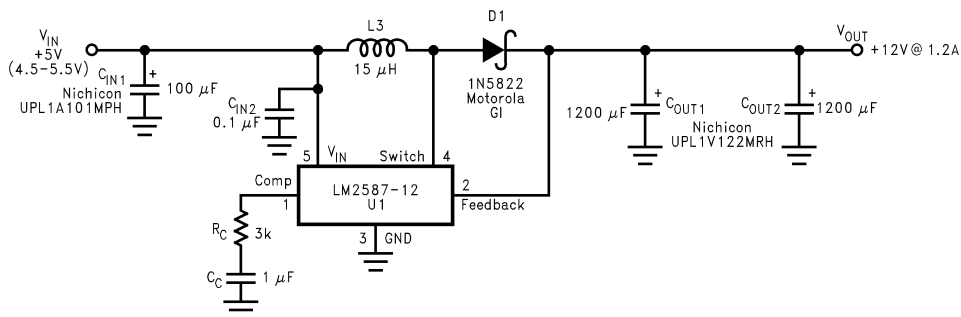 V_IN
+5V
(4.5-5.5V)
C_IN1
+
Nichicon
UPL1A101MPH
100 μF
L3
15 μH
D1
1N5822
Motorola
GI
V_OUT
+12V@ 1.2A
C_IN2
0.1 μF
1200 μF
+
C_OUT1
C_OUT2
+
1200 μF
Nichicon
UPL1V122MRH
5
V_IN
Switch
4
Comp
1
LM2587-12
U1
2
Feedback
3
GND
R_C
3k
C_C
1 μF